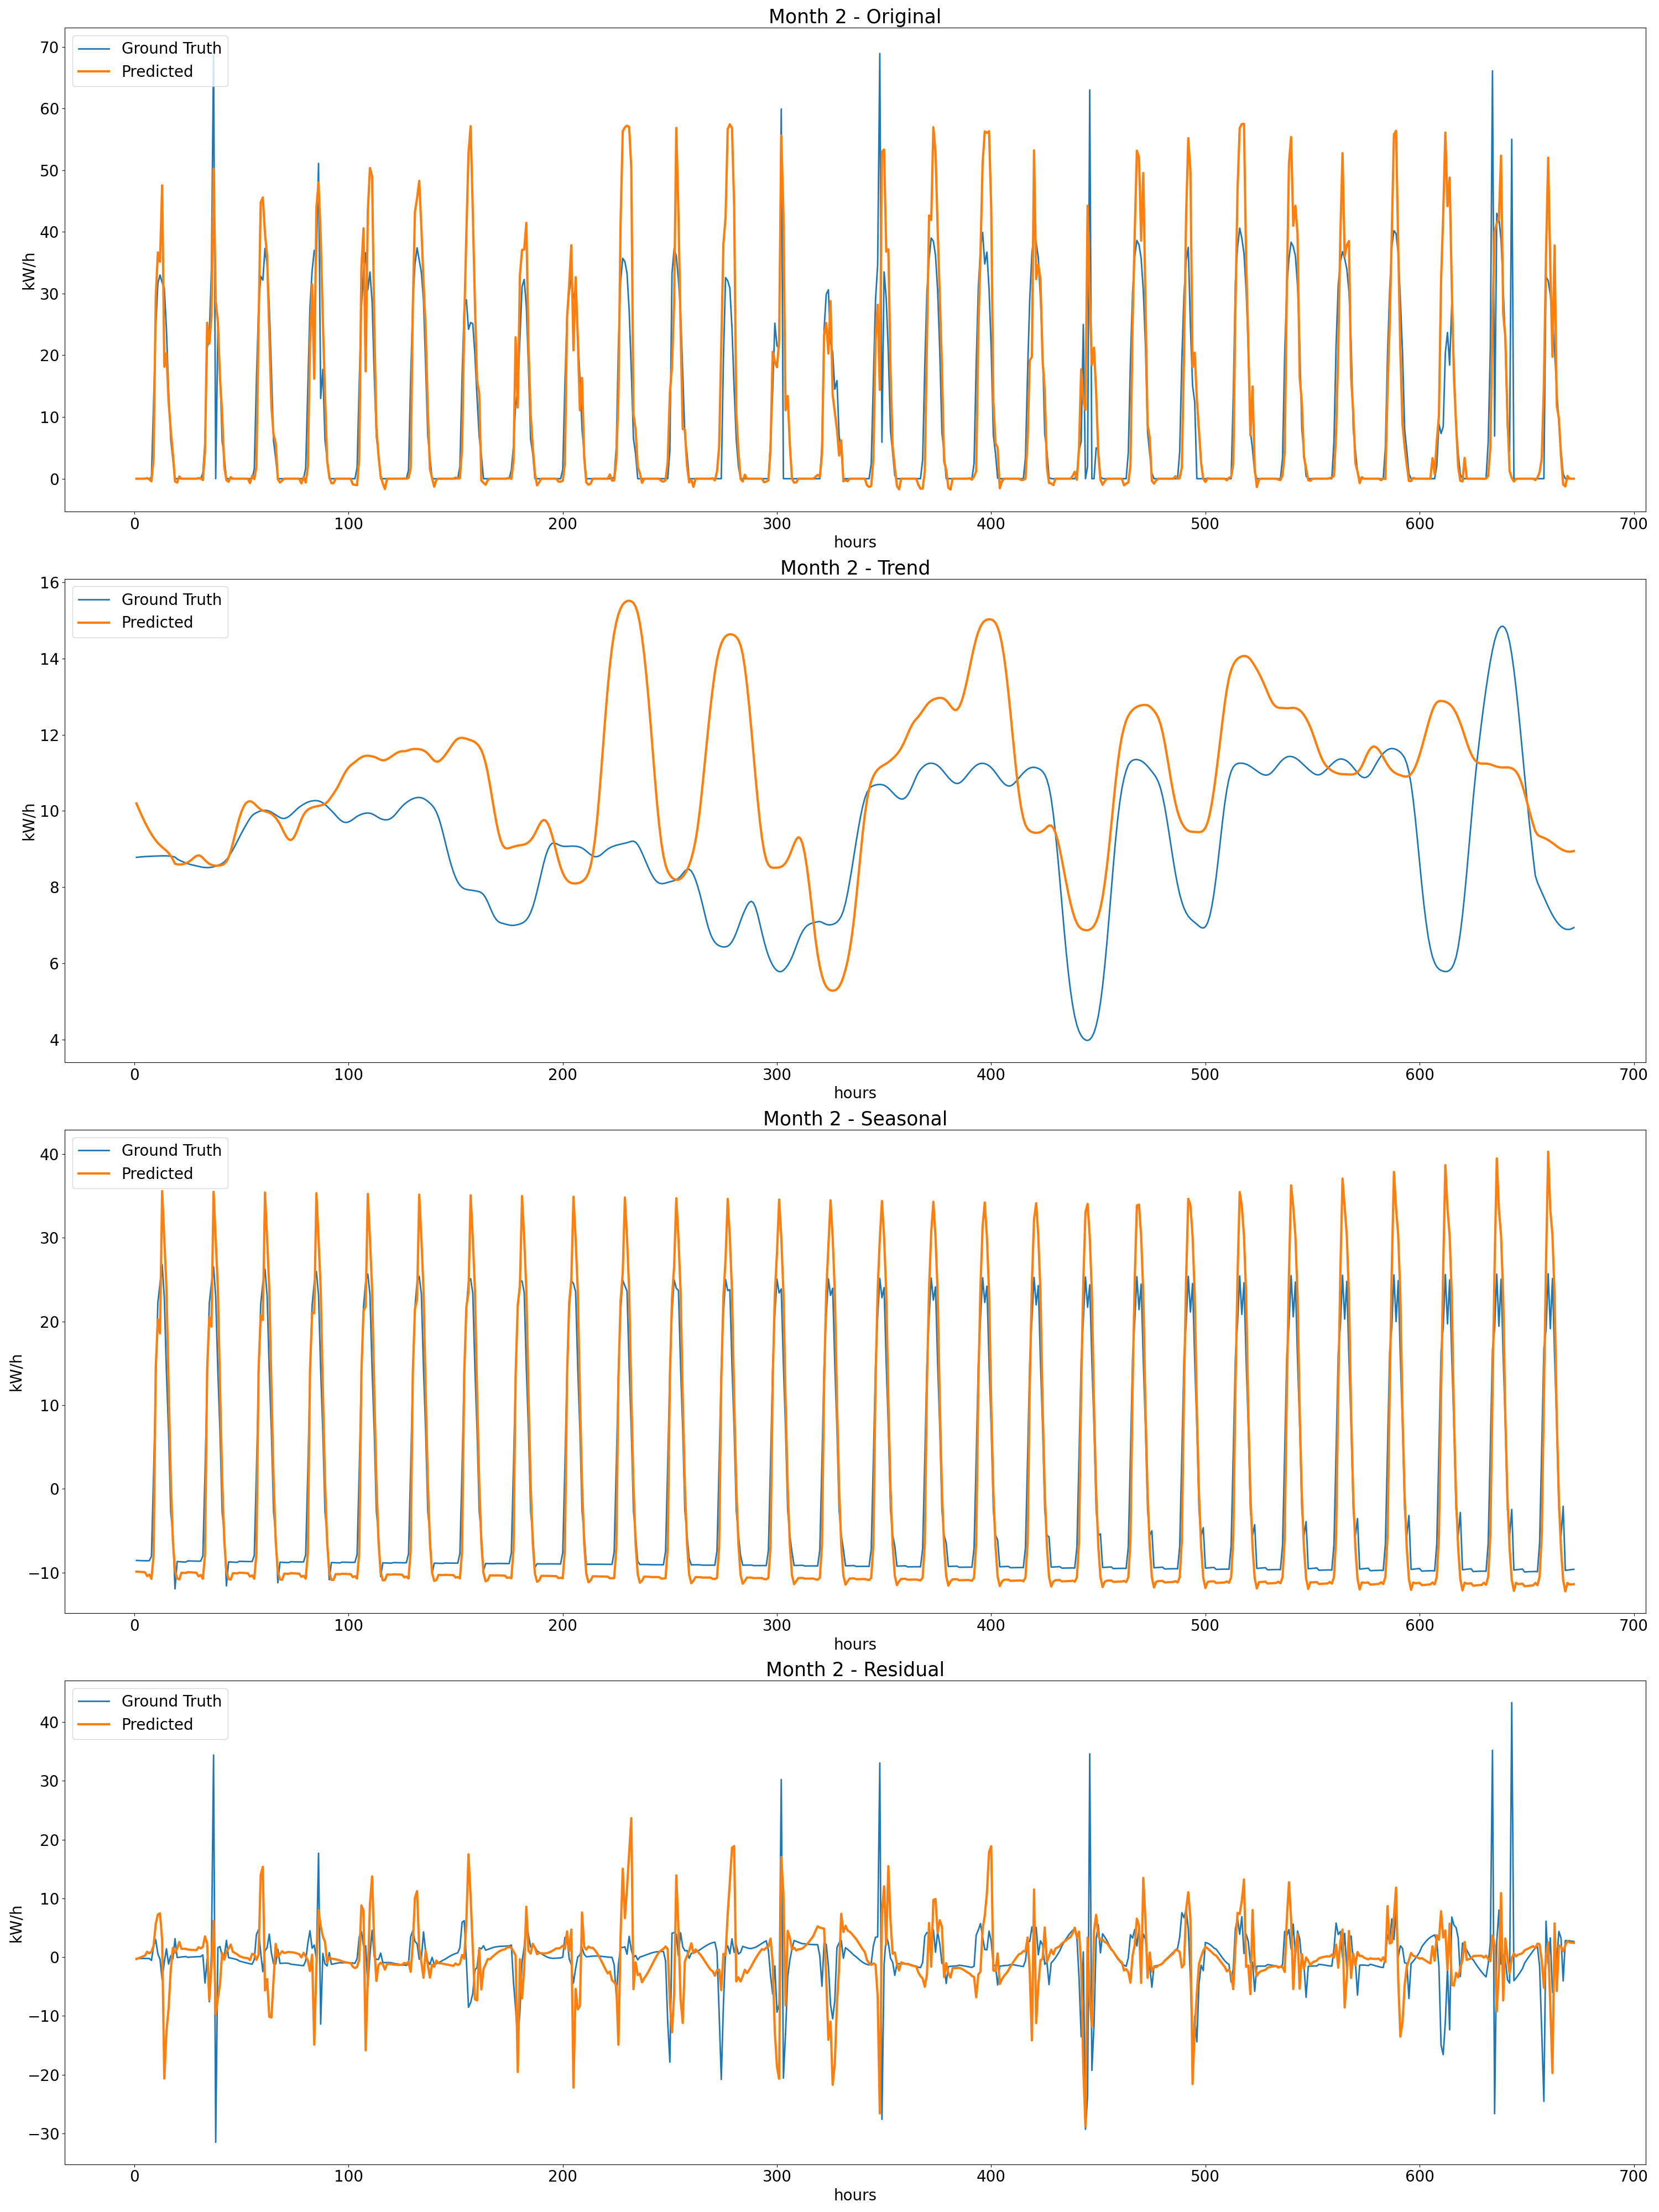 Month 2 - Original
Ground Truth
Predicted
70
60
50
40
30
20
10
0
kW/h
0 100 200 300 400 500 600 700
hours
Month 2 - Trend
Ground Truth
Predicted
16
14
12
10
8
6
4
kW/h
0 100 200 300 400 500 600 700
hours
Month 2 - Seasonal
Ground Truth
Predicted
40
30
20
10
0
−10
kW/h
0 100 200 300 400 500 600 700
hours
Month 2 - Residual
Ground Truth
Predicted
40
30
20
10
0
−10
−20
−30
kW/h
0 100 200 300 400 500 600 700
hours